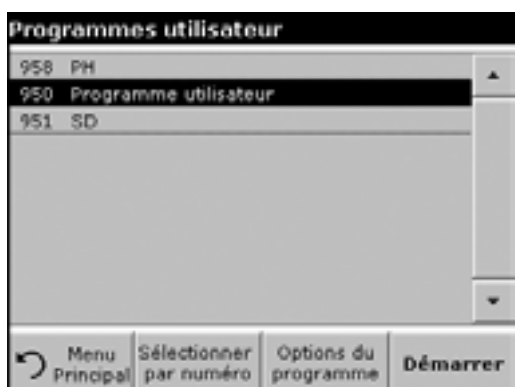 Programmes utilisateur
958 PH
950 Programme utilisateur
951 SD
Menu Principal
Sélectionner par numéro
Options du programme
Démarrer